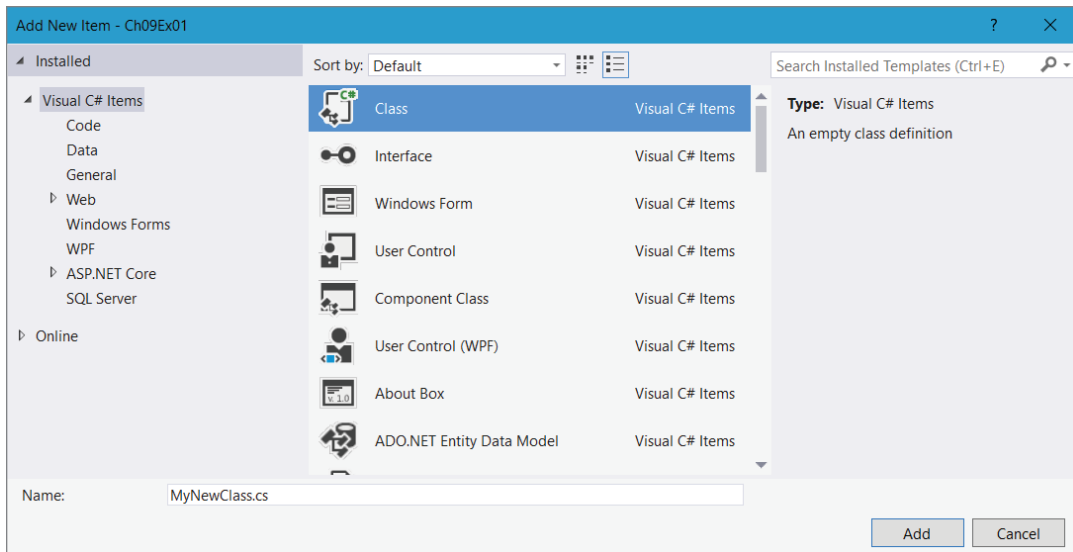 Add New Item - Ch09Ex01
?
Installed
Sort by: Default
Search Installed Templates (Ctrl+E)
Visual C# Items
Code
Data
General
Web
Windows Forms
WPF
ASP.NET Core
SQL Server
Online
C#
Class Visual C# Items
Interface Visual C# Items
Windows Form Visual C# Items
User Control Visual C# Items
Component Class Visual C# Items
User Control (WPF) Visual C# Items
v. 1.0
About Box Visual C# Items
ADO.NET Entity Data Model Visual C# Items
Type: Visual C# Items
An empty class definition
Name: MyNewClass.cs
Add Cancel